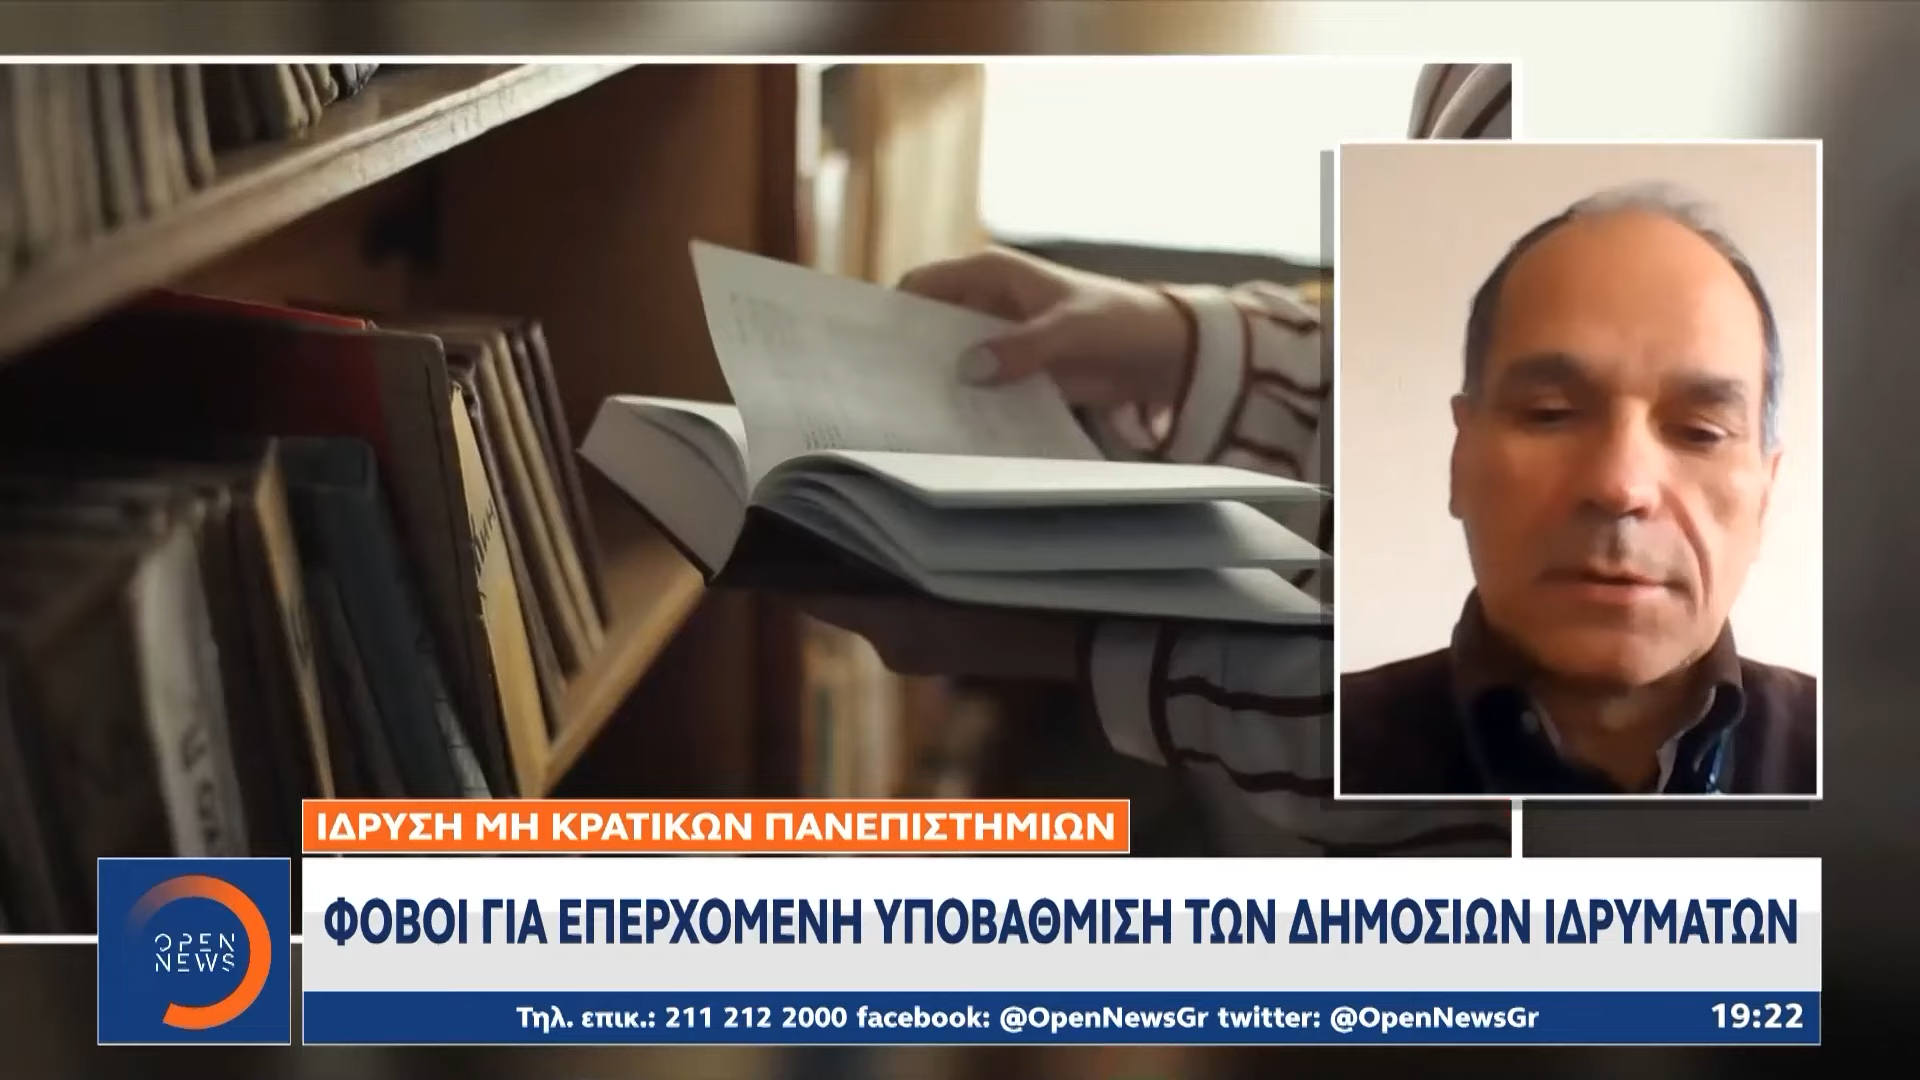 ΙΔΡΥΣΗ ΜΗ ΚΡΑΤΙΚΩΝ ΠΑΝΕΠΙΣΤΗΜΙΩΝ
ΦΟΒΟΙ ΓΙΑ ΕΠΕΡΧΟΜΕΝΗ ΥΠΟΒΑΘΜΙΣΗ ΤΩΝ ΔΗΜΟΣΙΩΝ ΙΔΡΥΜΑΤΩΝ
OPEN
NEWS
Τηλ. επικ.: 211 212 2000 facebook: @OpenNewsGr twitter: @OpenNewsGr 19:22